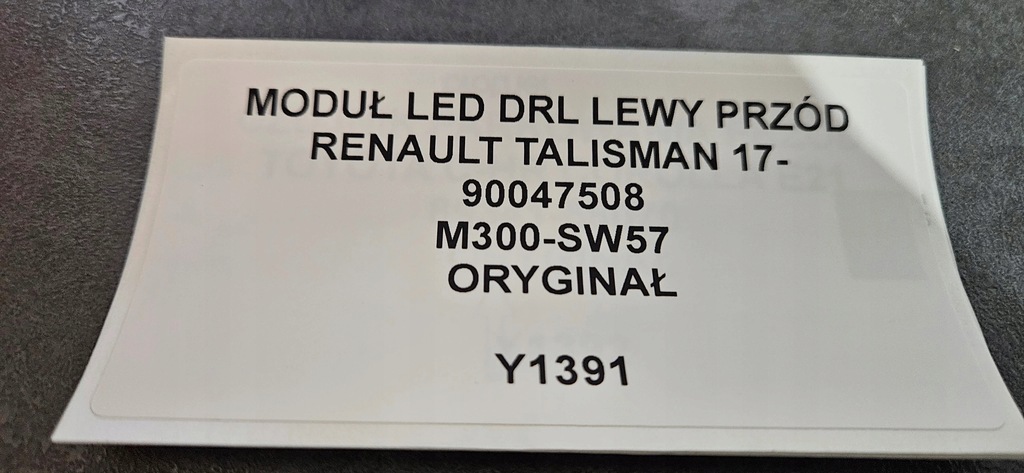 MODUŁ LED DRL LEWY PRZÓD
RENAULT TALISMAN 17-
90047508
M300-SW57
ORYGINAŁ
Y1391